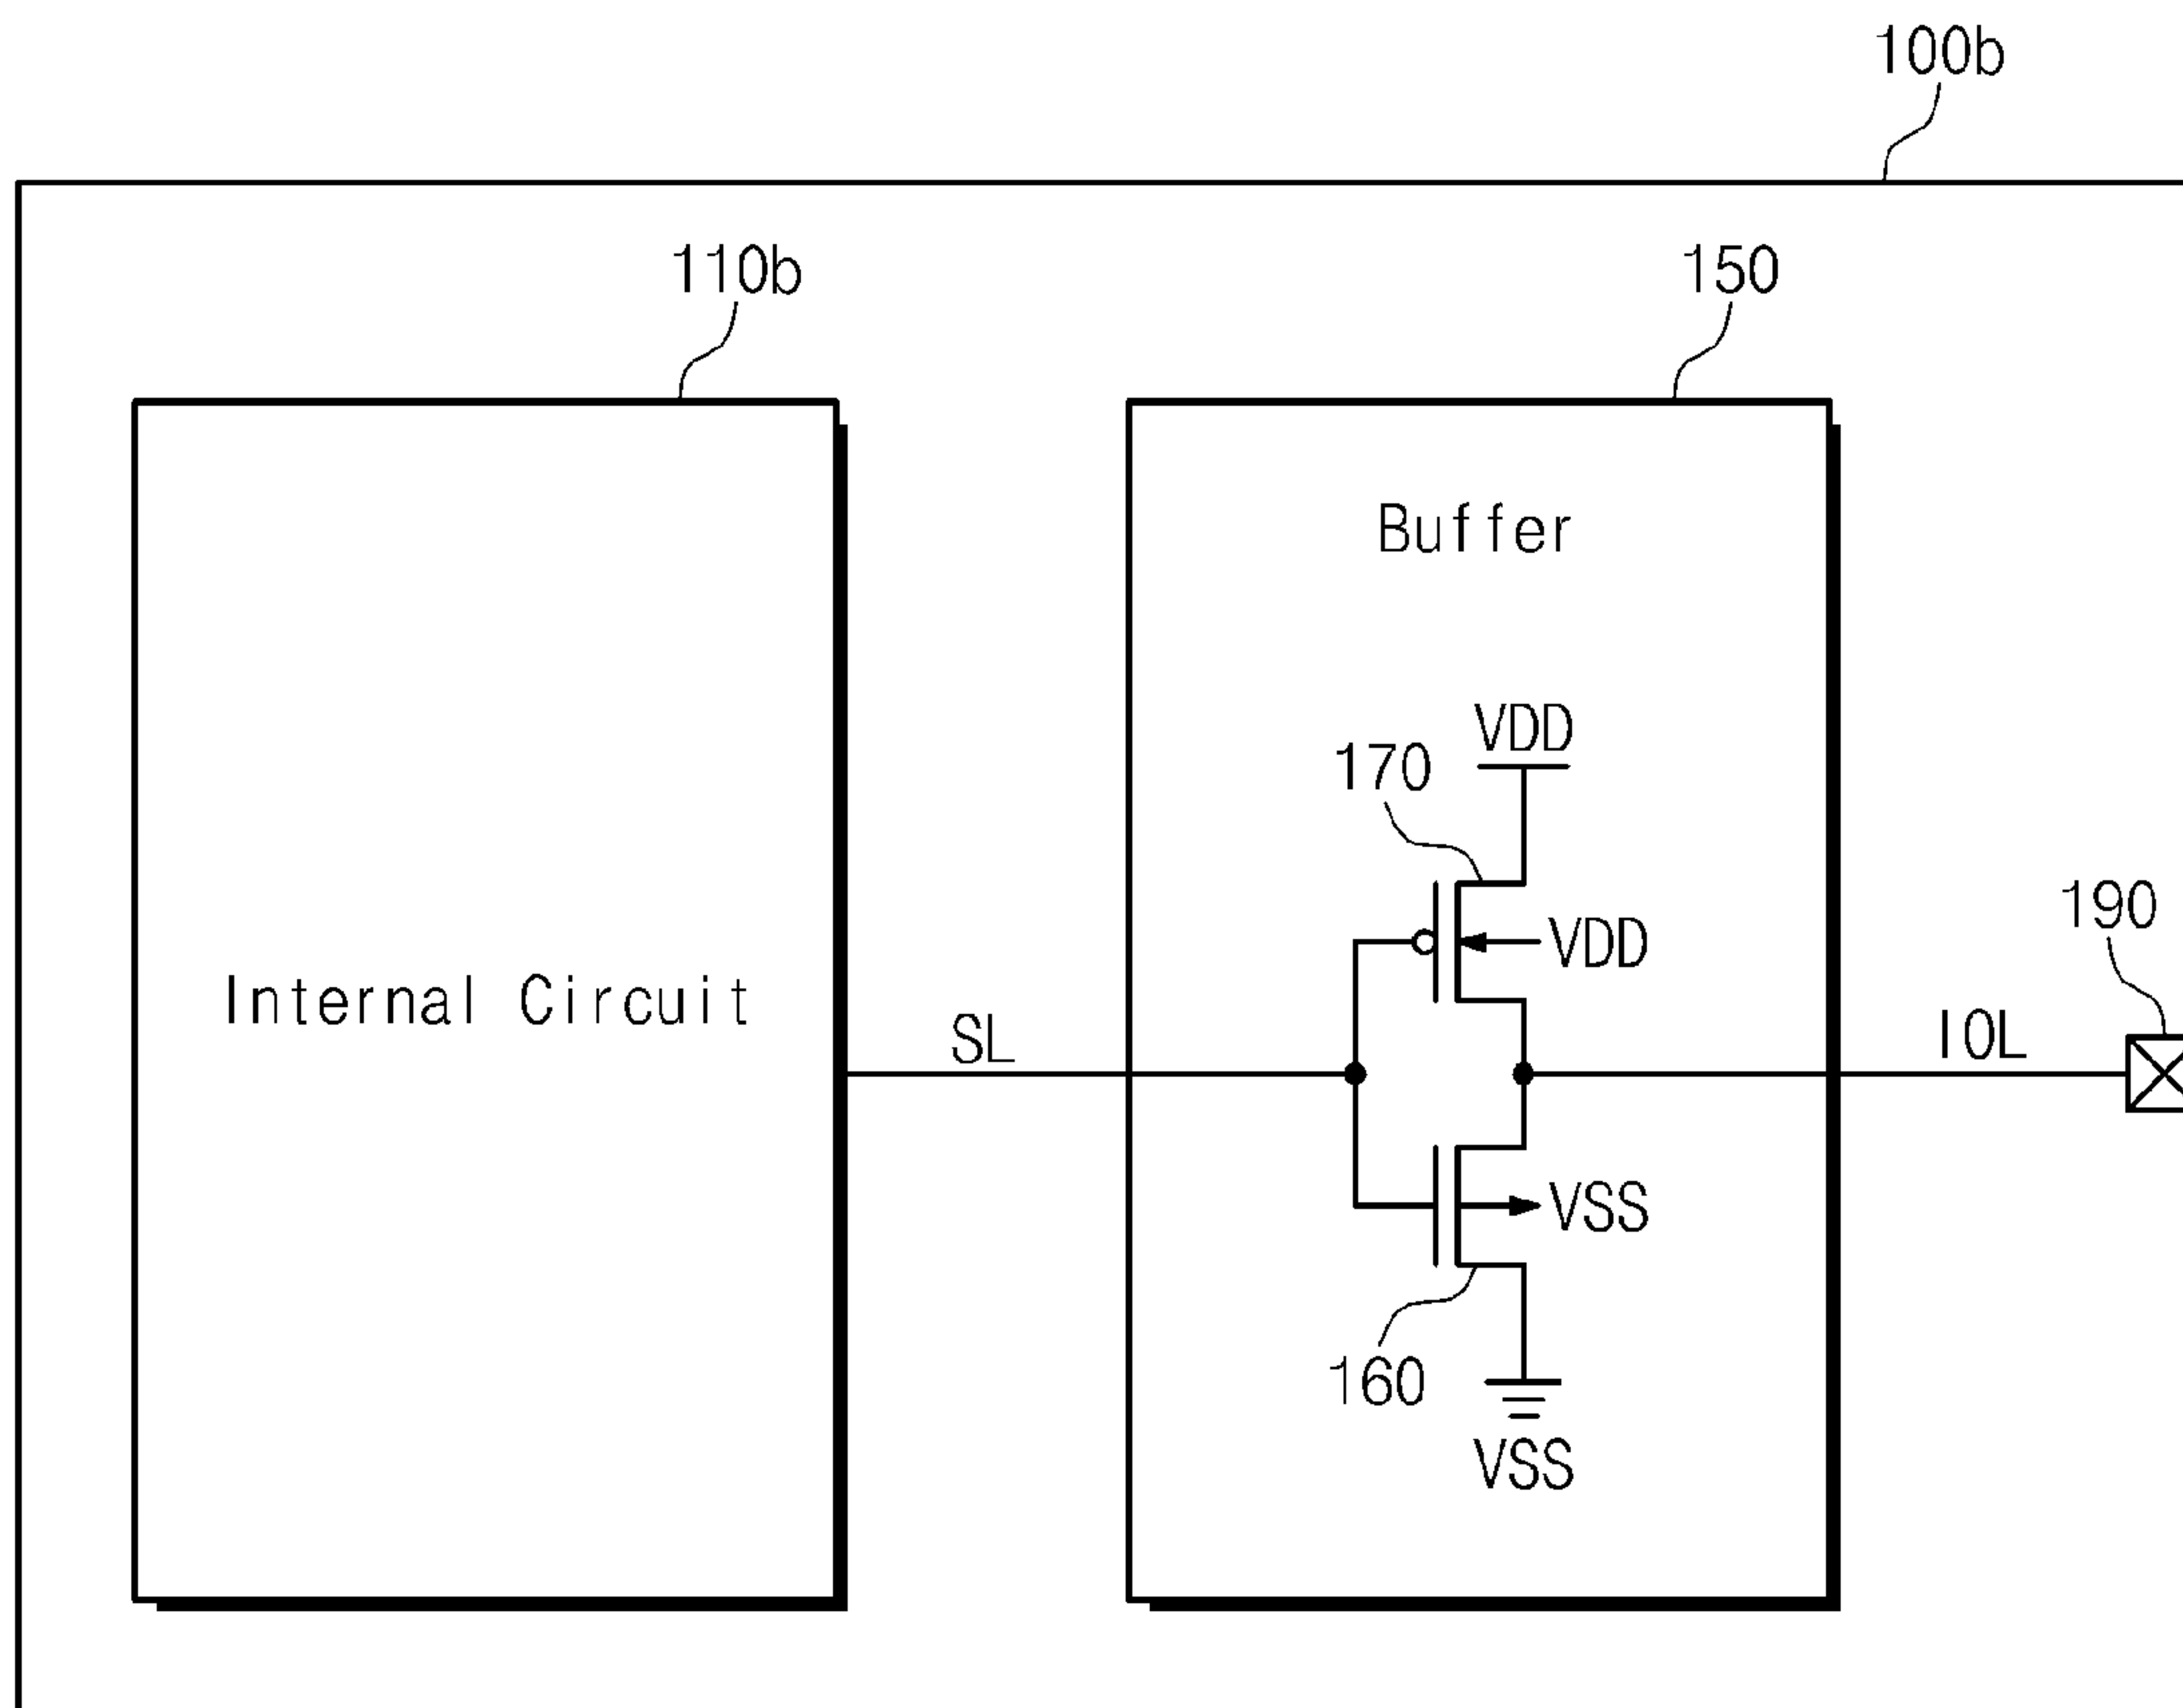 100b
110b
150
Buffer
VDD
170
190
VDD
Internal Circuit
SL
IOL
VSS
160
VSS